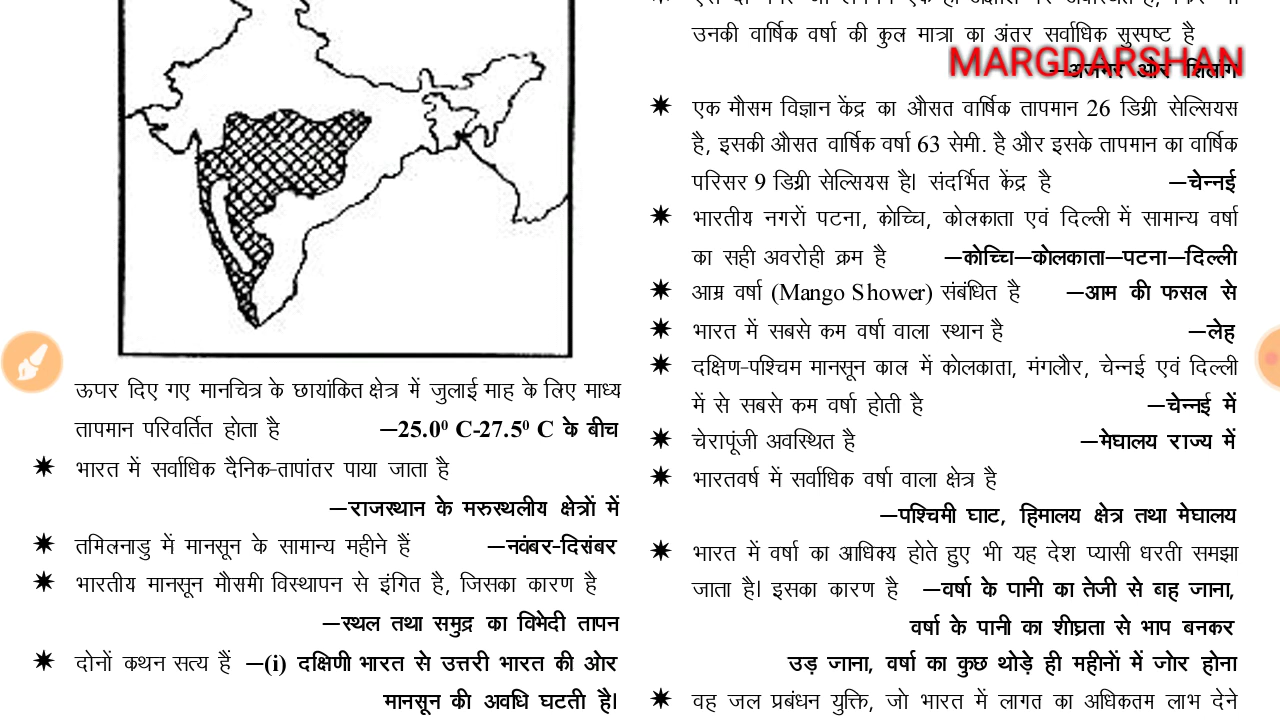 ऊपर दिए गए मानचित्र के छायांकित क्षेत्र में जुलाई माह के लिए माध्य
तापमान परिवर्तित होता है —25.0⁰ C-27.5⁰ C के बीच
✷ भारत में सर्वाधिक दैनिक-तापांतर पाया जाता है
—राजस्थान के मरुस्थलीय क्षेत्रों में
✷ तमिलनाडु में मानसून के सामान्य महीने हैं —नवंबर-दिसंबर
✷ भारतीय मानसून मौसमी विस्थापन से इंगित है, जिसका कारण है
—स्थल तथा समुद्र का विभेदी तापन
✷ दोनों कथन सत्य हैं —(i) दक्षिणी भारत से उत्तरी भारत की ओर
मानसून की अवधि घटती है।
उनकी वार्षिक वर्षा की कुल मात्रा का अंतर सर्वाधिक सुस्पष्ट है
MARGDARSHAN
—अजमेर और शिलांग
✷ एक मौसम विज्ञान केंद्र का औसत वार्षिक तापमान 26 डिग्री सेल्सियस
है, इसकी औसत वार्षिक वर्षा 63 सेमी. है और इसके तापमान का वार्षिक
परिसर 9 डिग्री सेल्सियस है। संदर्भित केंद्र है —चेन्नई
✷ भारतीय नगरों पटना, कोच्चि, कोलकाता एवं दिल्ली में सामान्य वर्षा
का सही अवरोही क्रम है —कोच्चि—कोलकाता—पटना—दिल्ली
✷ आम्र वर्षा (Mango Shower) संबंधित है —आम की फसल से
✷ भारत में सबसे कम वर्षा वाला स्थान है —लेह
✷ दक्षिण-पश्चिम मानसून काल में कोलकाता, मंगलौर, चेन्नई एवं दिल्ली
में से सबसे कम वर्षा होती है —चेन्नई में
✷ चेरापूंजी अवस्थित है —मेघालय राज्य में
✷ भारतवर्ष में सर्वाधिक वर्षा वाला क्षेत्र है
—पश्चिमी घाट, हिमालय क्षेत्र तथा मेघालय
✷ भारत में वर्षा का आधिक्य होते हुए भी यह देश प्यासी धरती समझा
जाता है। इसका कारण है —वर्षा के पानी का तेजी से बह जाना,
वर्षा के पानी का शीघ्रता से भाप बनकर
उड़ जाना, वर्षा का कुछ थोड़े ही महीनों में जोर होना
✷ वह जल प्रबंधन युक्ति, जो भारत में लागत का अधिकतम लाभ देने